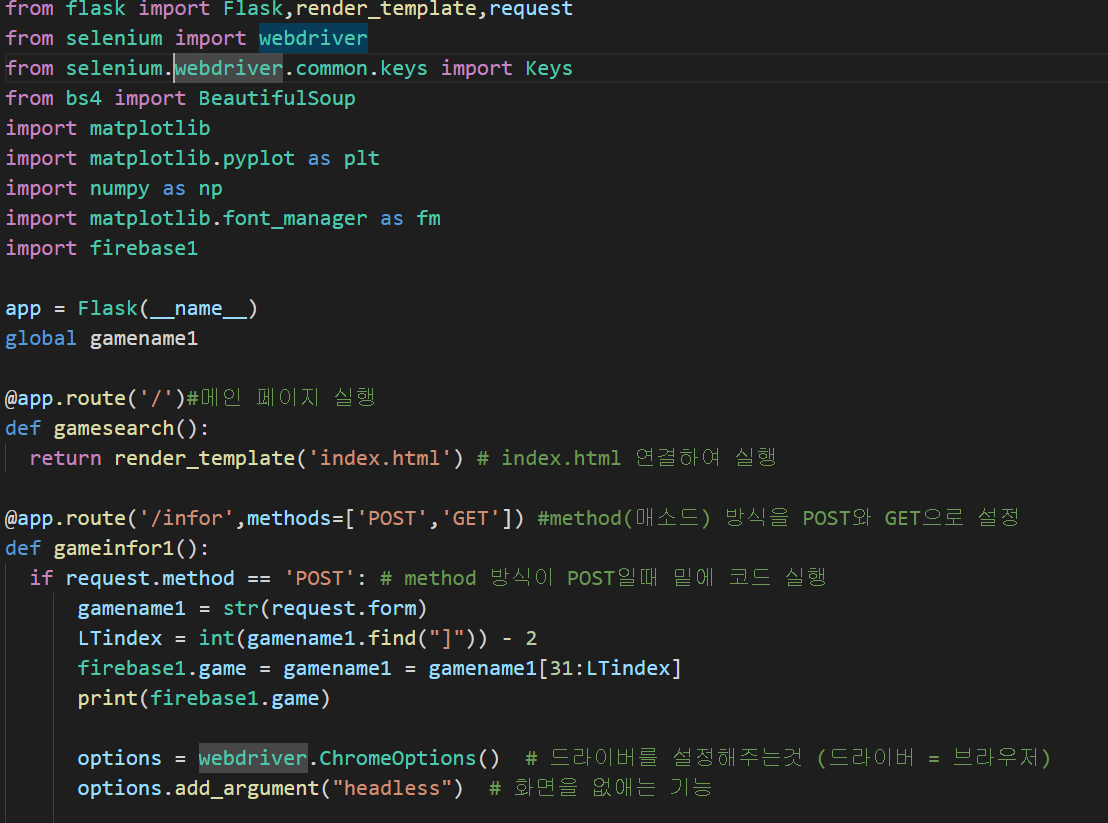 from flask import Flask,render_template,request
from selenium import webdriver
from selenium.webdriver.common.keys import Keys
from bs4 import BeautifulSoup
import matplotlib
import matplotlib.pyplot as plt
import numpy as np
import matplotlib.font_manager as fm
import firebase1

app = Flask(__name__)
global gamename1

@app.route('/')#메인 페이지 실행
def gamesearch():
  return render_template('index.html') # index.html 연결하여 실행

@app.route('/infor',methods=['POST','GET']) #method(매소드) 방식을 POST와 GET으로 설정
def gameinfor1():
  if request.method == 'POST': # method 방식이 POST일때 밑에 코드 실행
      gamename1 = str(request.form)
      LTindex = int(gamename1.find("]")) - 2
      firebase1.game = gamename1 = gamename1[31:LTindex]
      print(firebase1.game)

      options = webdriver.ChromeOptions()  # 드라이버를 설정해주는것 (드라이버 = 브라우저)
      options.add_argument("headless")  # 화면을 없애는 기능